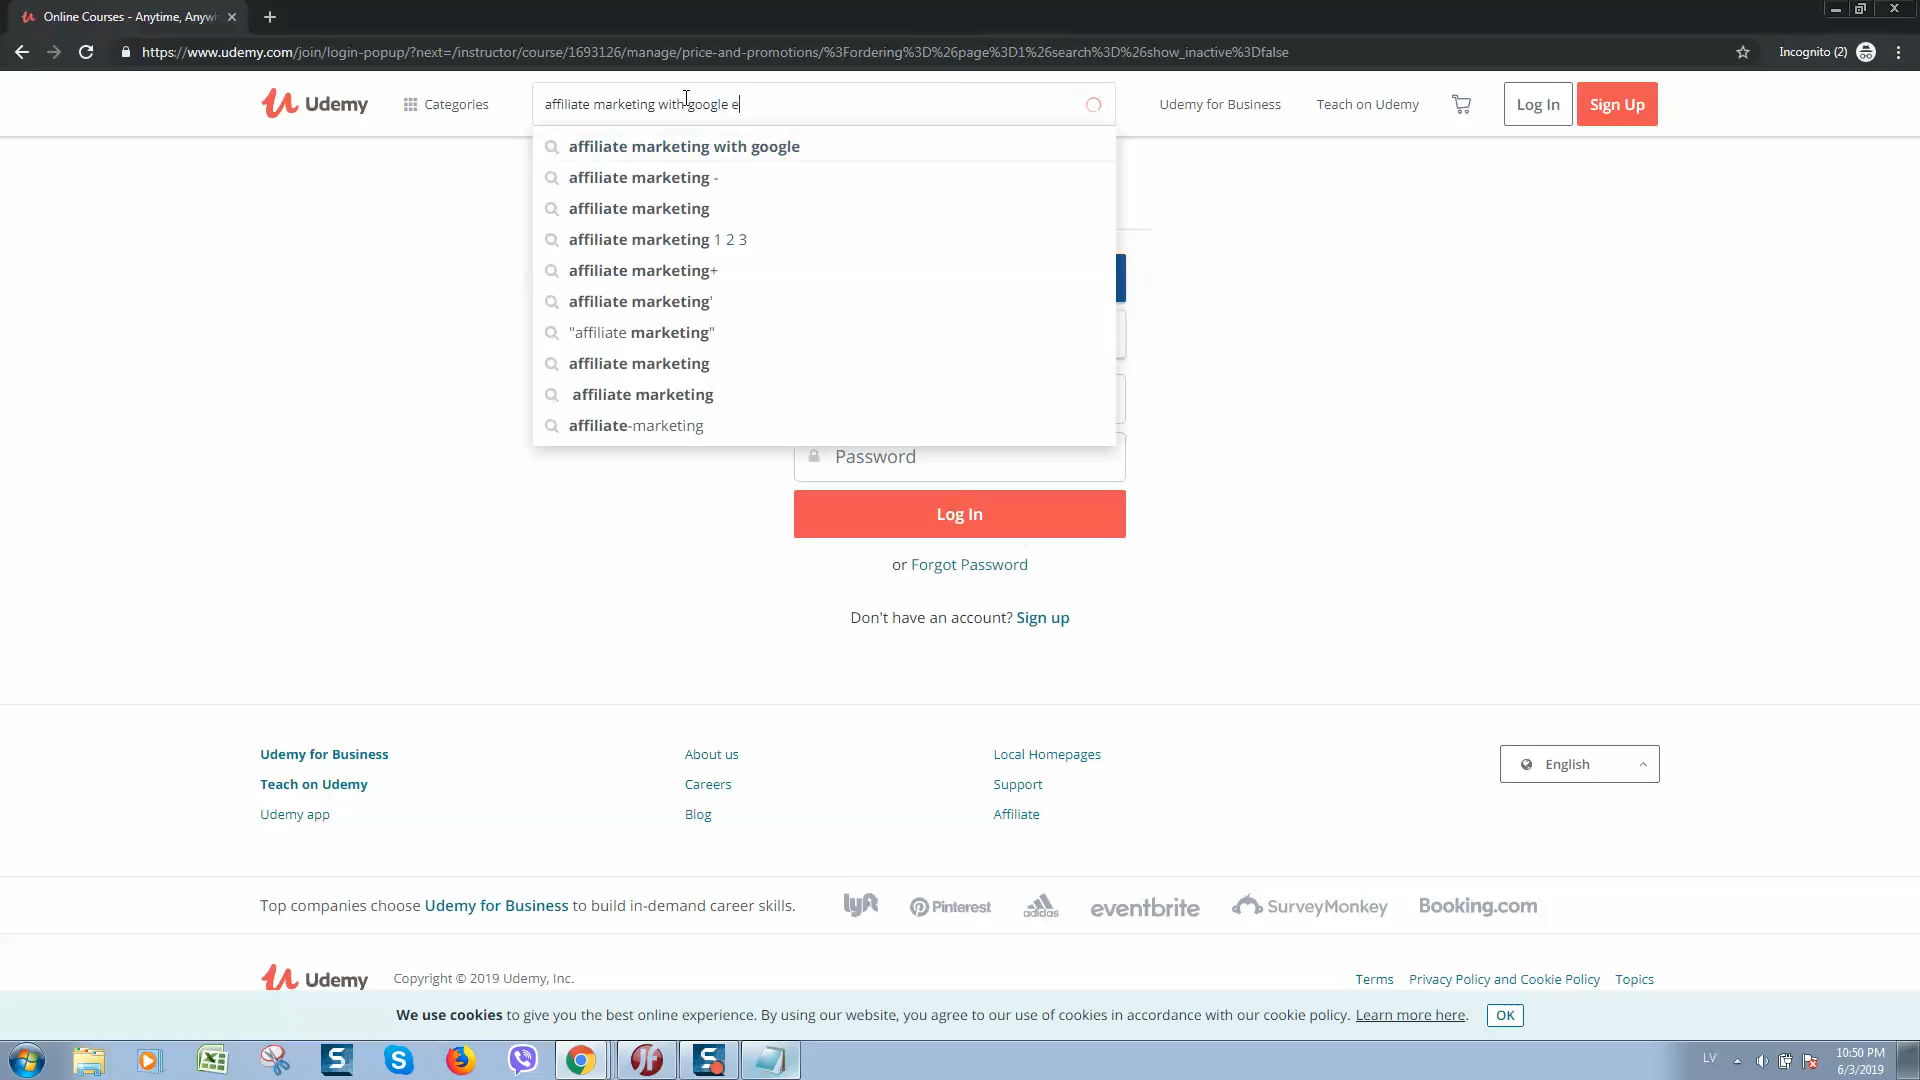 Online Courses - Anytime, Anyw
https://www.udemy.com/join/login-popup/?next=/instructor/course/1693126/manage/price-and-promotions/%3Fordering%3D%26page%3D1%26search%3D%26show_inactive%3Dfalse
Incognito (2)
Udemy
Categories
affiliate marketing with google e
Udemy for Business
Teach on Udemy
Log In
Sign Up
affiliate marketing with google
affiliate marketing -
affiliate marketing
affiliate marketing 1 2 3
affiliate marketing+
affiliate marketing'
"affiliate marketing"
affiliate marketing
affiliate marketing
affiliate-marketing
Password
Log In
or Forgot Password
Don't have an account? Sign up
Udemy for Business
About us
Local Homepages
English
Teach on Udemy
Careers
Support
Udemy app
Blog
Affiliate
Top companies choose Udemy for Business to build in-demand career skills.
lyft
Pinterest
adidas
eventbrite
SurveyMonkey
Booking.com
Udemy
Copyright © 2019 Udemy, Inc.
Terms
Privacy Policy and Cookie Policy
Topics
We use cookies to give you the best online experience. By using our website, you agree to our use of cookies in accordance with our cookie policy. Learn more here.
OK
LV
10:50 PM
6/3/2019